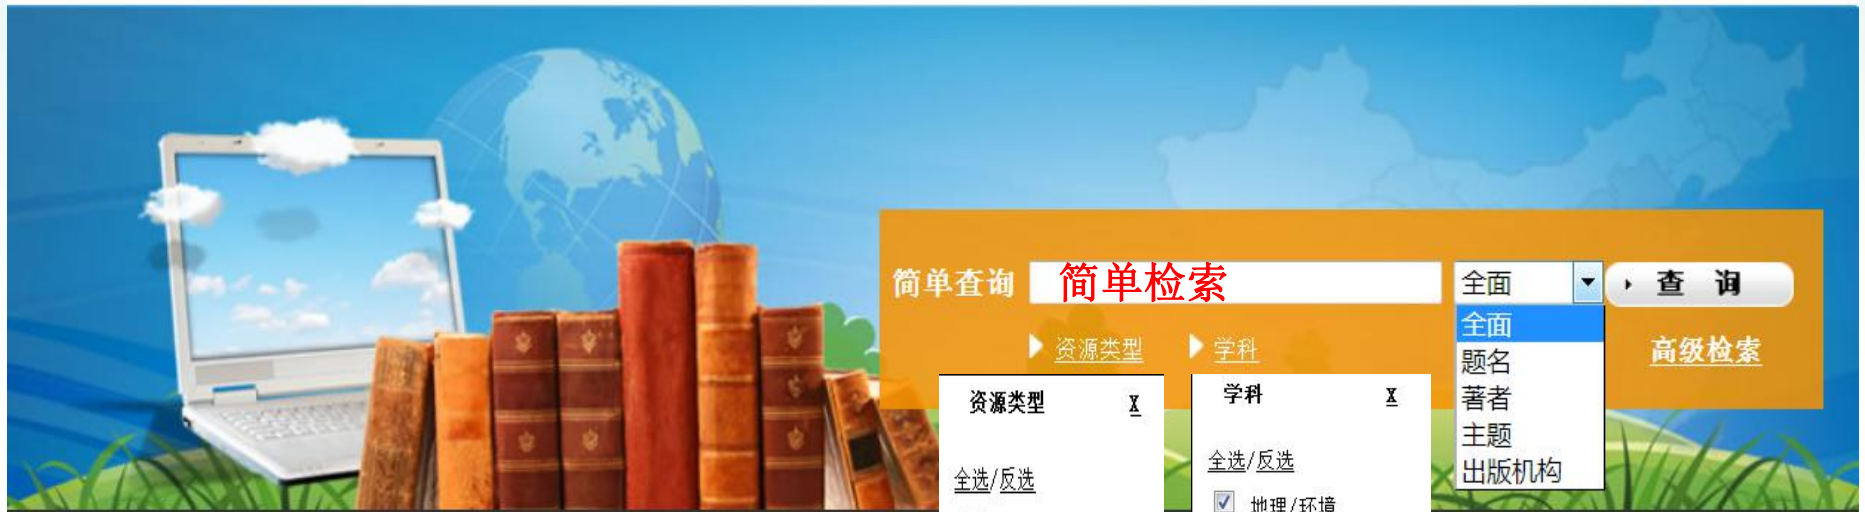 简单查询 简单检索 全面 查 询
全面
资源类型 学科 高级检索
题名
资源类型 X 学科 X 著者
主题
全选/反选 全选/反选 出版机构
地理/环境